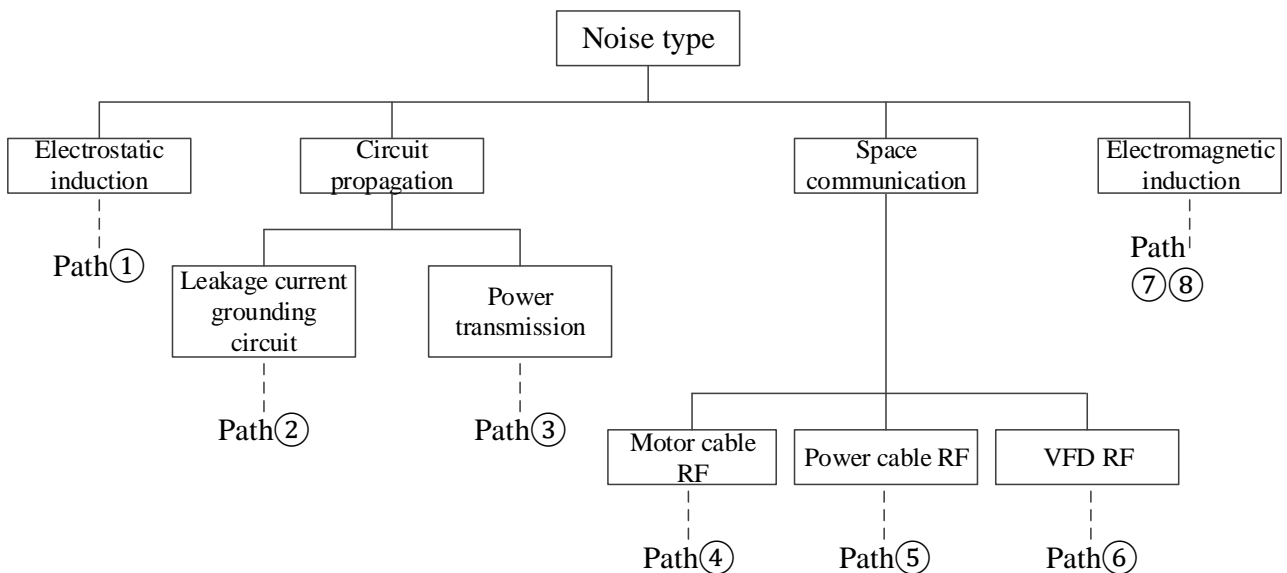 Noise type
Electrostatic
induction
Circuit
propagation
Space
communication
Electromagnetic
induction
Path①
Leakage current
grounding
circuit
Power
transmission
Path
⑦⑧
Path②
Path③
Motor cable
RF
Power cable RF
VFD RF
Path④
Path⑤
Path⑥